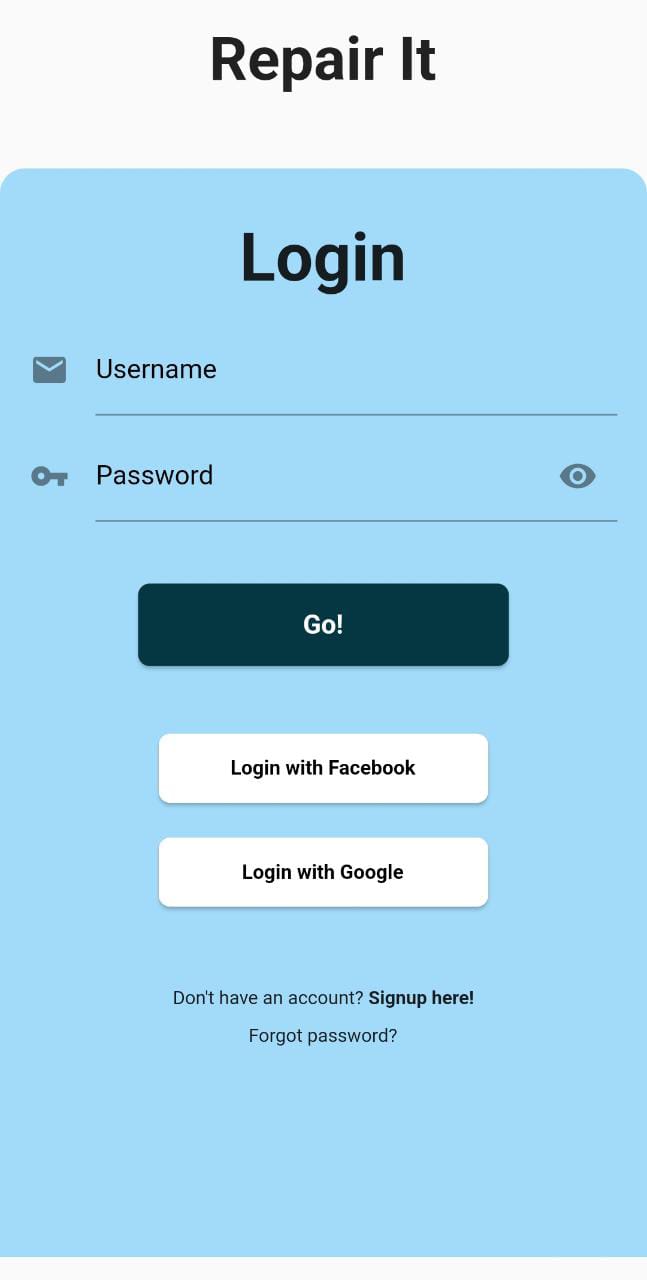 Repair It
Login
Username
Password
Go!
Login with Facebook
Login with Google
Don't have an account? Signup here!
Forgot password?